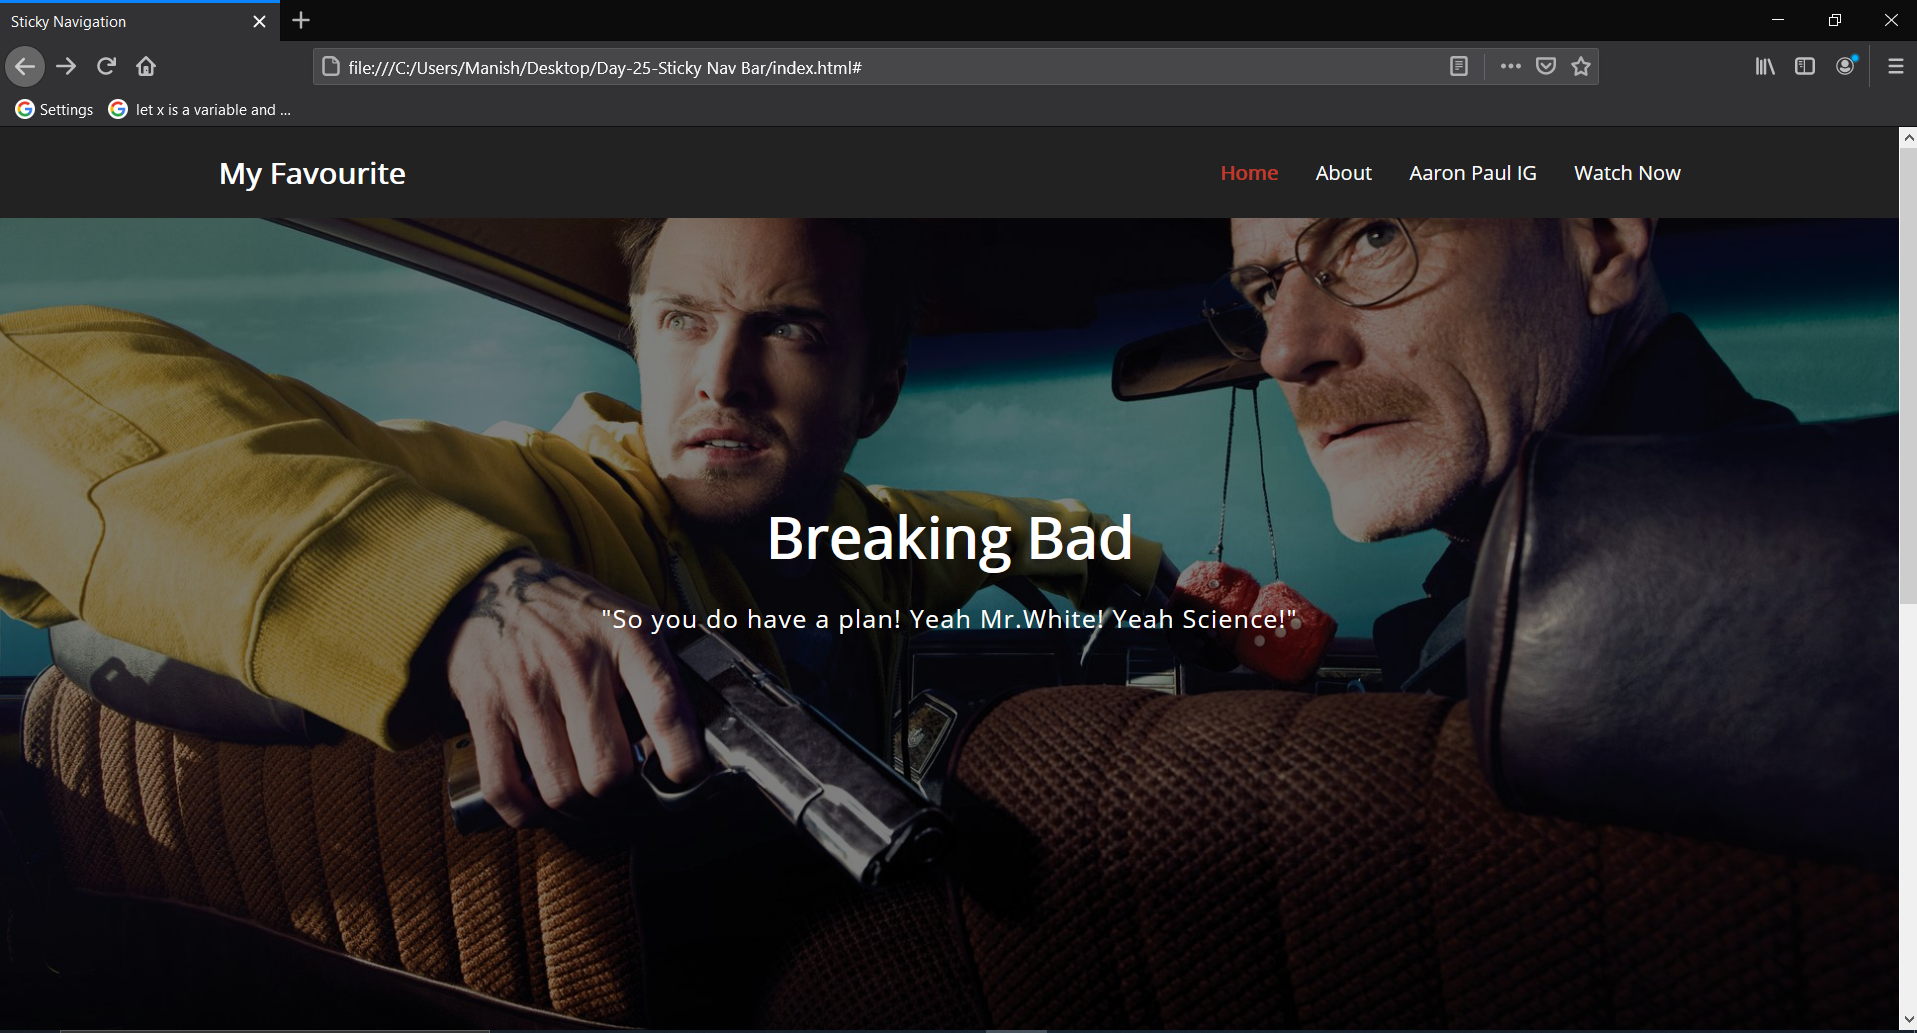 Sticky Navigation
file:///C:/Users/Manish/Desktop/Day-25-Sticky Nav Bar/index.html#
Settings let x is a variable and ...
My Favourite Home About Aaron Paul IG Watch Now
Breaking Bad
"So you do have a plan! Yeah Mr.White! Yeah Science!"